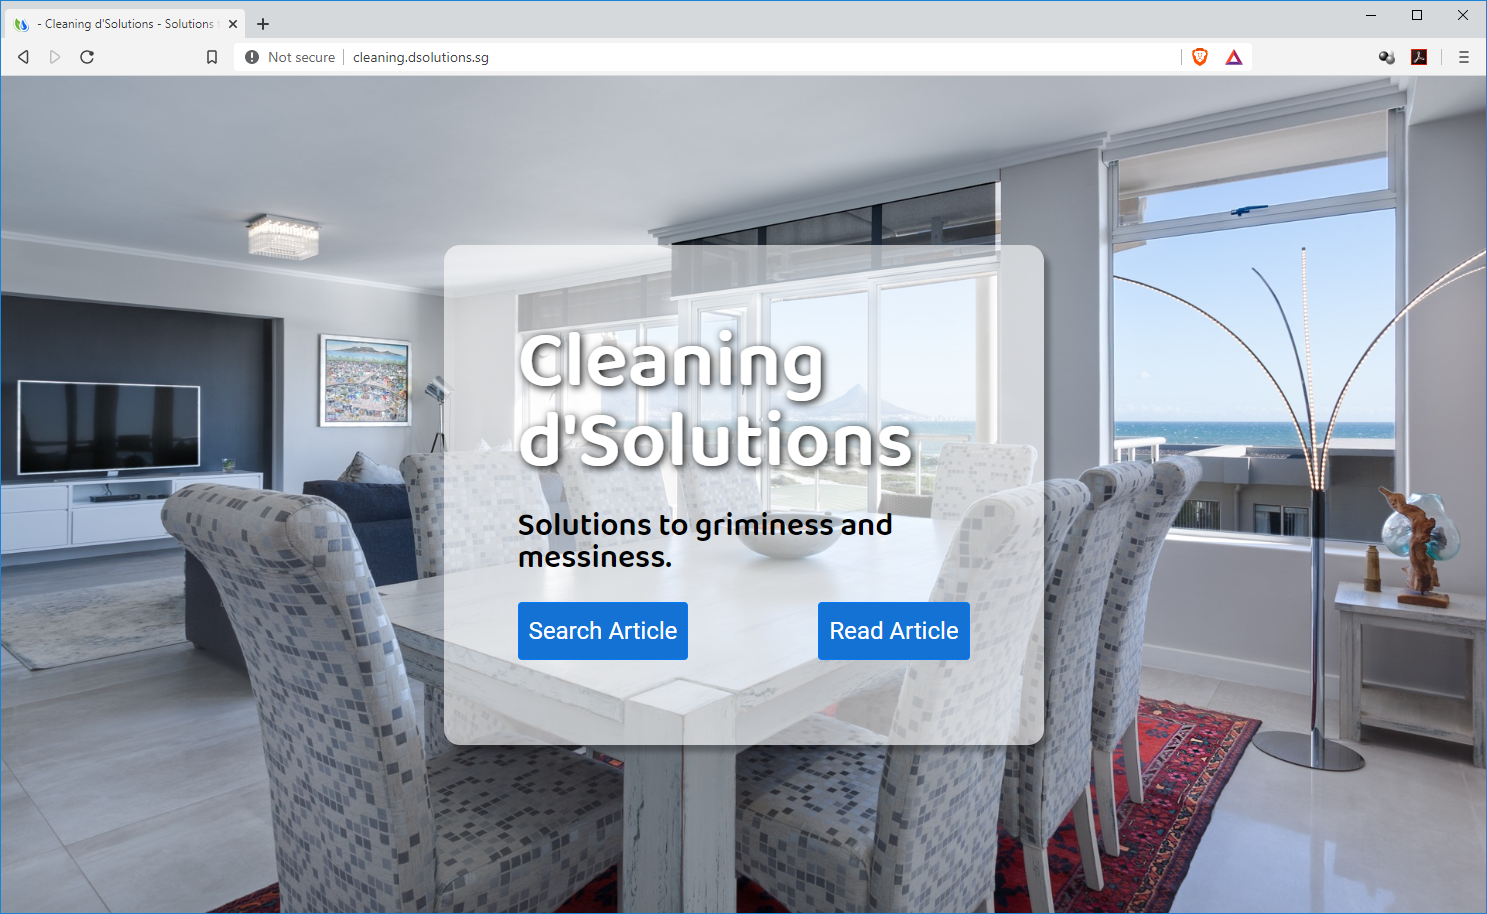 - Cleaning d'Solutions - Solutions
Not secure
cleaning.dsolutions.sg
Cleaning
d'Solutions
Solutions to griminess and
messiness.
Search Article
Read Article